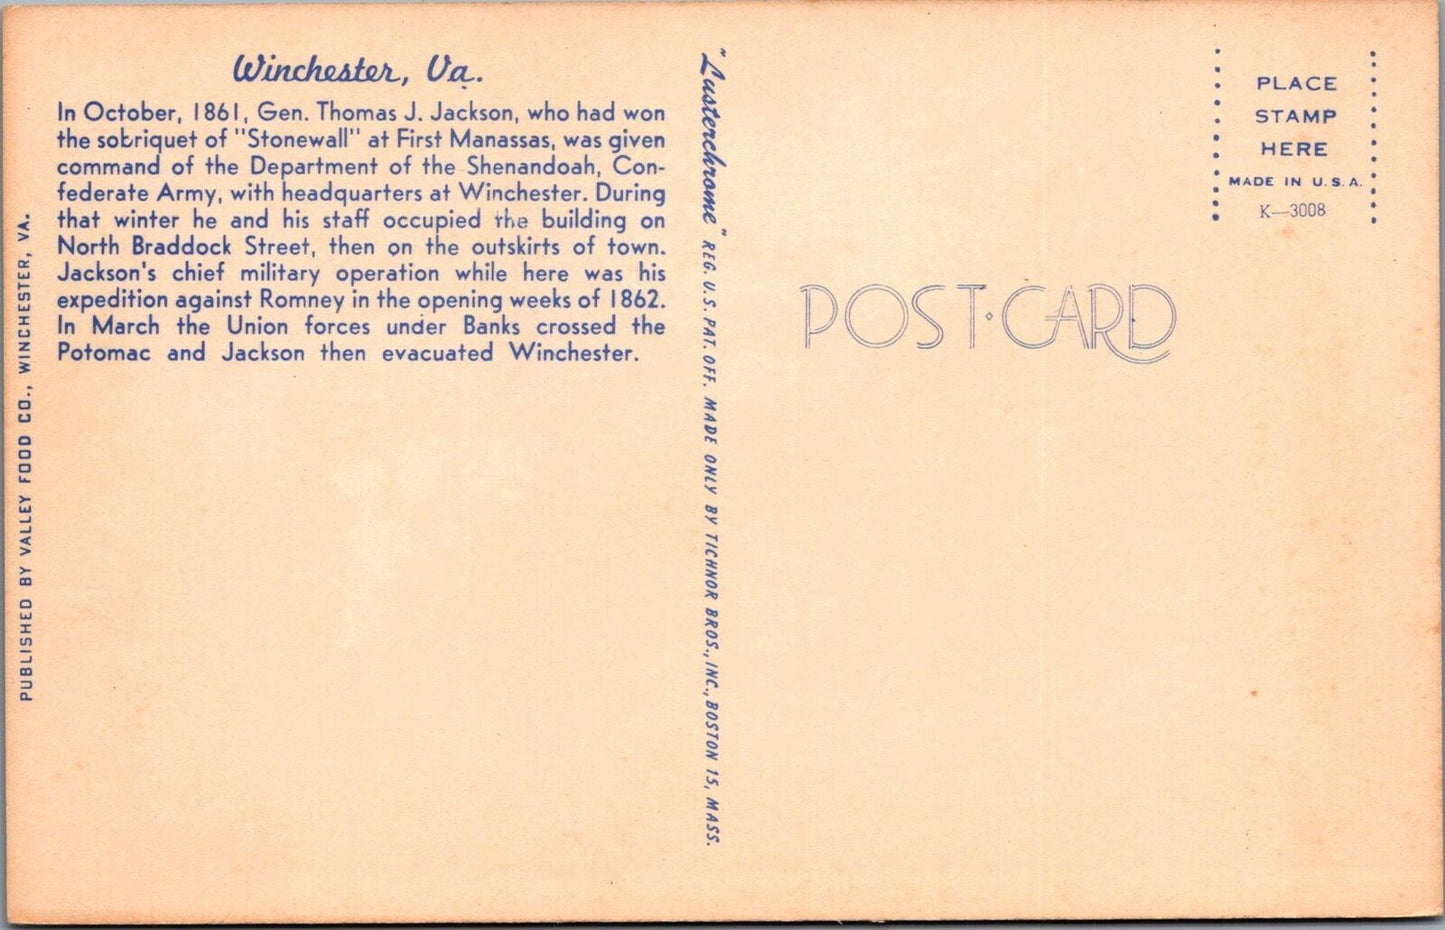 Winchester, Va.
In October, 1861, Gen. Thomas J. Jackson, who had won
the sobriquet of "Stonewall" at First Manassas, was given
command of the Department of the Shenandoah, Con-
federate Army, with headquarters at Winchester. During
that winter he and his staff occupied the building on
North Braddock Street, then on the outskirts of town.
Jackson's chief military operation while here was his
expedition against Romney in the opening weeks of 1862.
In March the Union forces under Banks crossed the
Potomac and Jackson then evacuated Winchester.
PUBLISHED BY VALLEY FOOD CO., WINCHESTER, VA.
"Lusterchrome" REG. U.S. PAT. OFF. MADE ONLY BY TICHNOR BROS., INC., BOSTON 15, MASS.
POST·CARD
PLACE
STAMP
HERE
MADE IN U.S.A.
K—3008